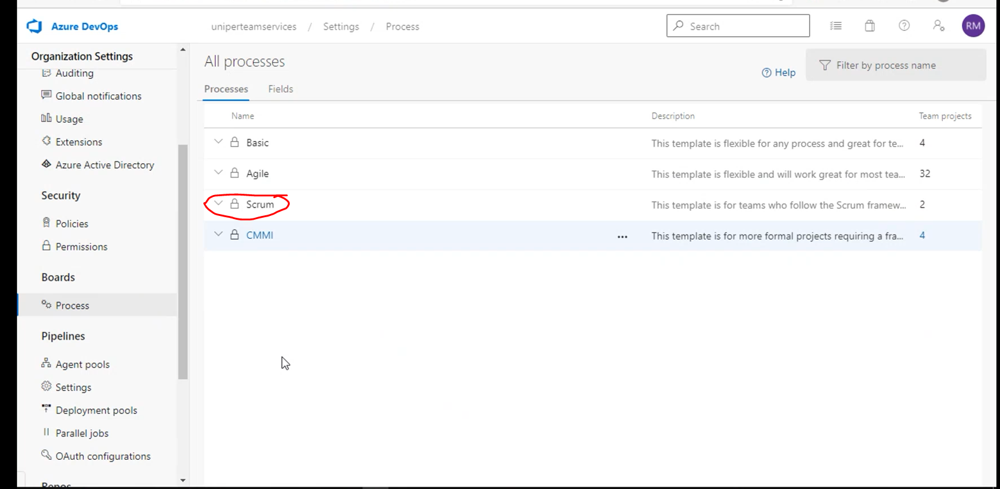 Azure DevOps
uniperteamservices / Settings / Process
Search
RM
Organization Settings
Auditing
Global notifications
Usage
Extensions
Azure Active Directory
Security
Policies
Permissions
Boards
Process
Pipelines
Agent pools
Settings
Deployment pools
Parallel jobs
OAuth configurations
Repos
All processes
Help
Filter by process name
Processes Fields
Name Description Team projects
Basic This template is flexible for any process and great for te... 4
Agile This template is flexible and will work great for most tea... 32
Scrum This template is for teams who follow the Scrum framew... 2
CMMI ... This template is for more formal projects requiring a fra... 4